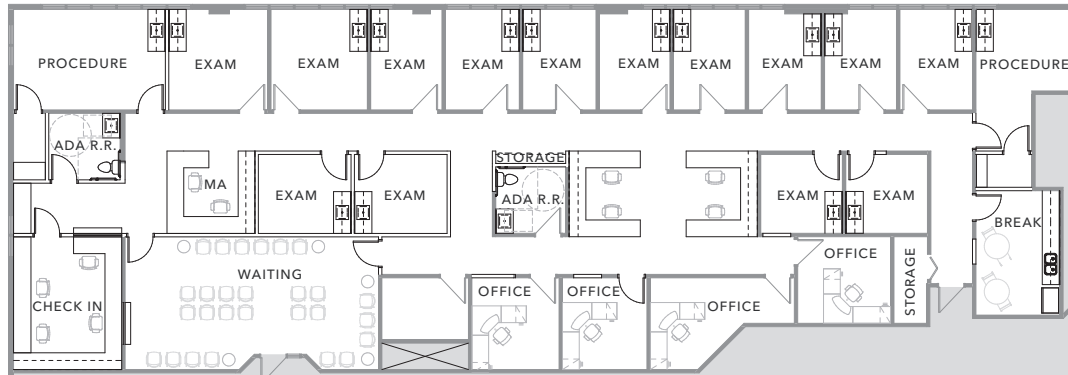 PROCEDURE
EXAM
EXAM
EXAM
EXAM
EXAM
EXAM
EXAM
EXAM
EXAM
EXAM
PROCEDURE
ADA R.R.
MA
EXAM
EXAM
STORAGE
ADA R.R.
EXAM
EXAM
BREAK
WAITING
CHECK IN
OFFICE
OFFICE
OFFICE
OFFICE
STORAGE